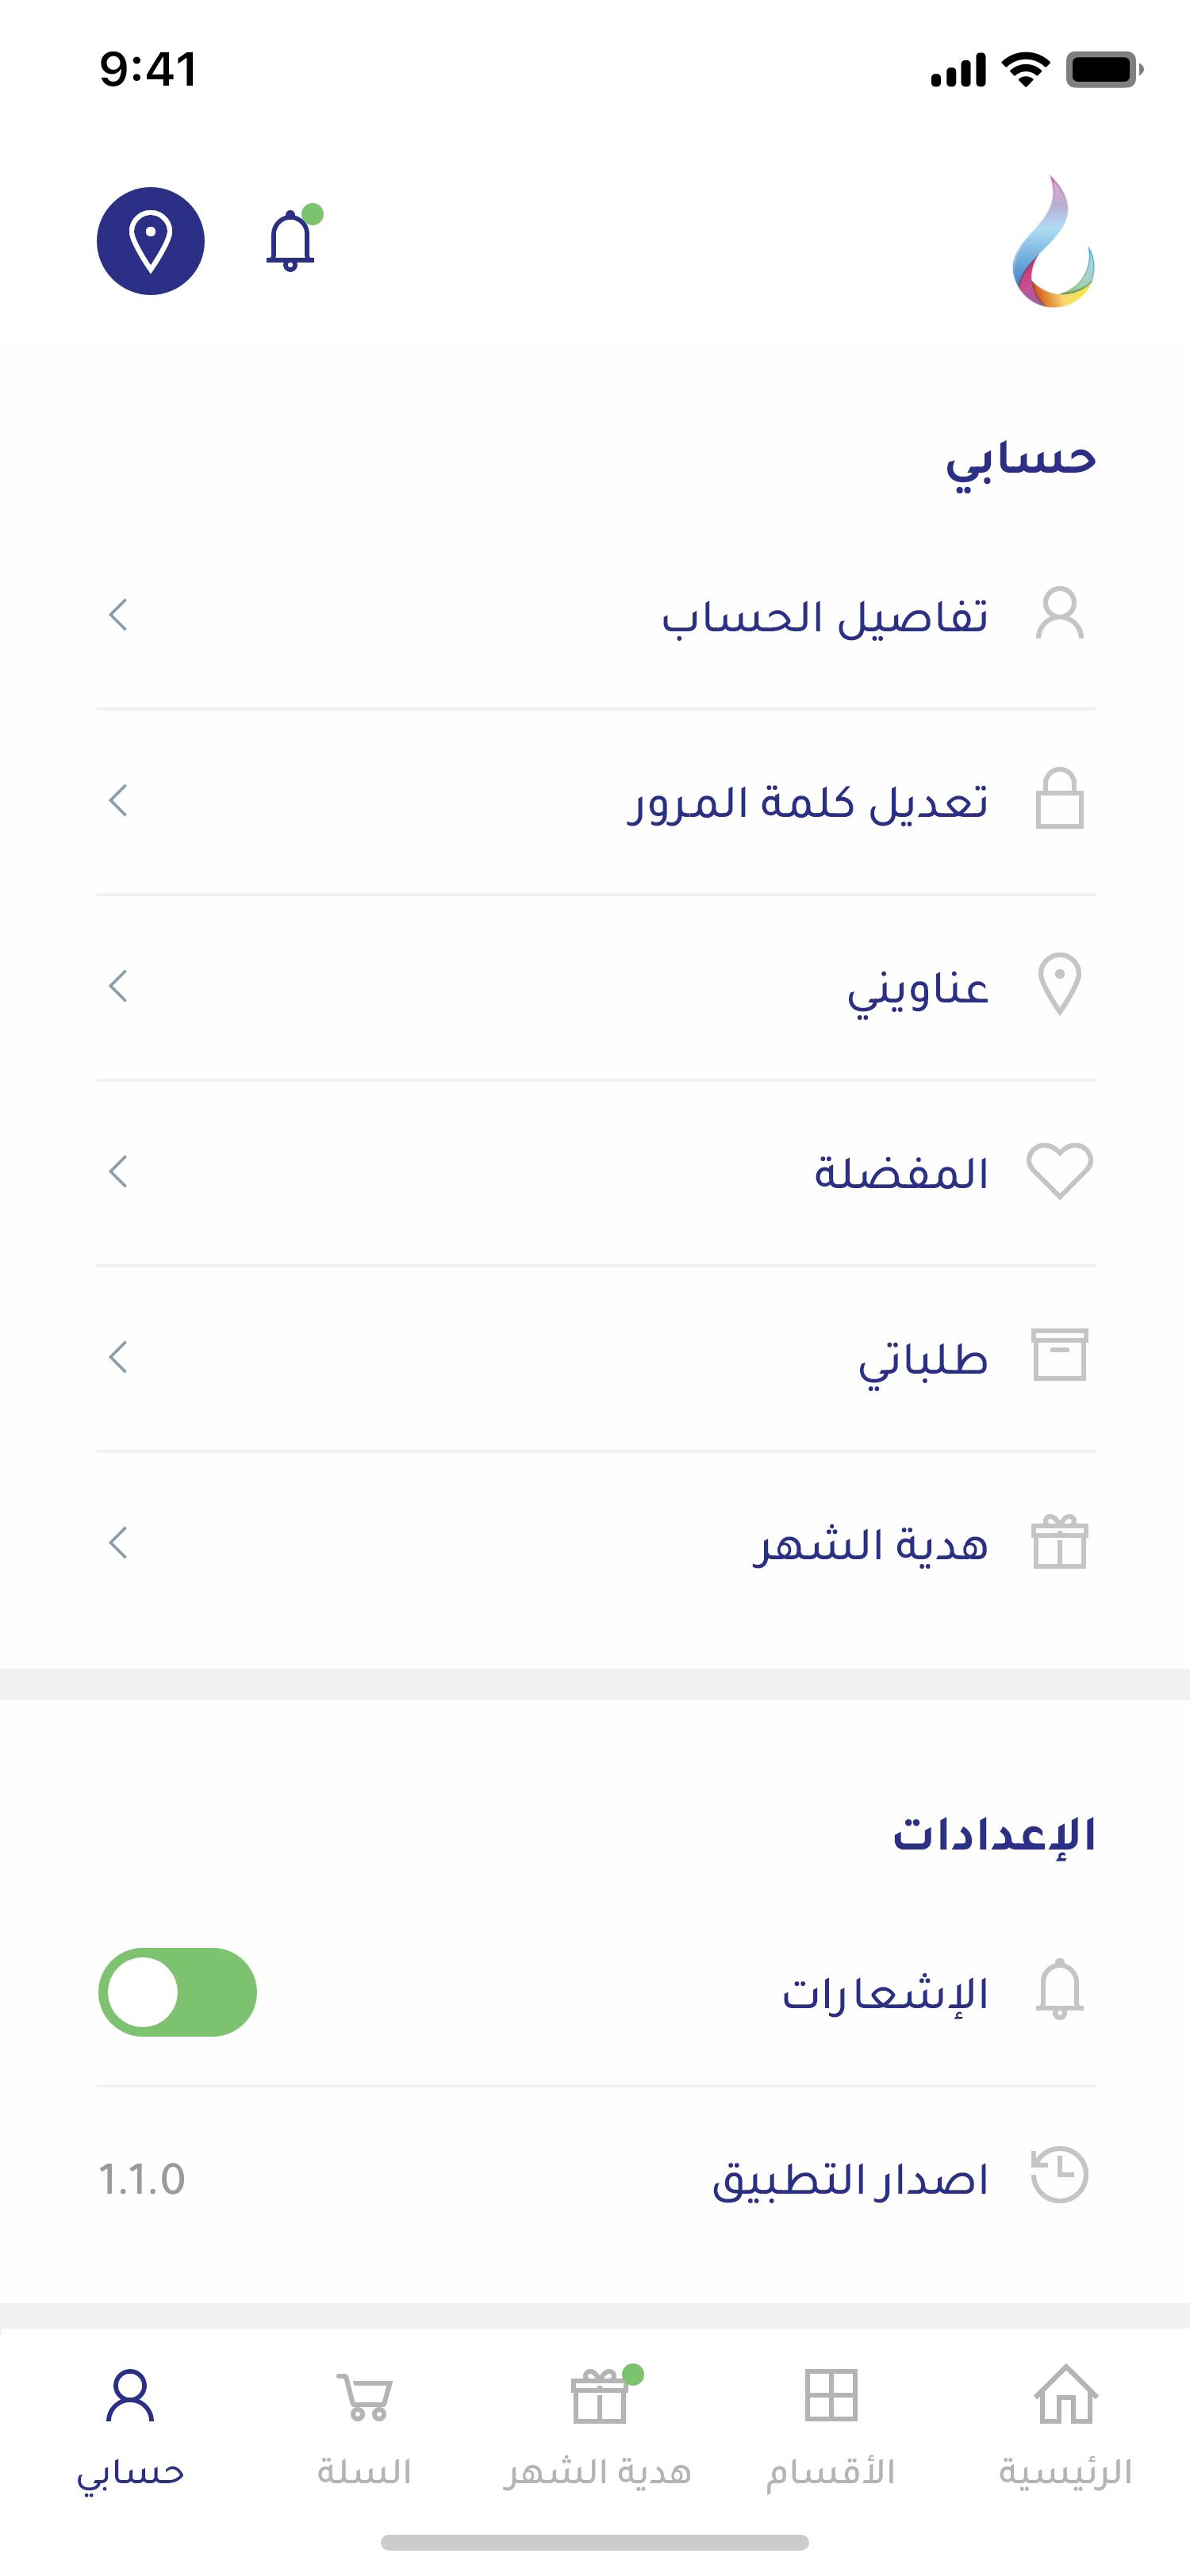 9:41
حسابي
تفاصيل الحساب
تعديل كلمة المرور
عناويني
المفضلة
طلباتي
هدية الشهر
الإعدادات
الإشعارات
اصدار التطبيق 1.1.0
الرئيسية الأقسام هدية الشهر السلة حسابي